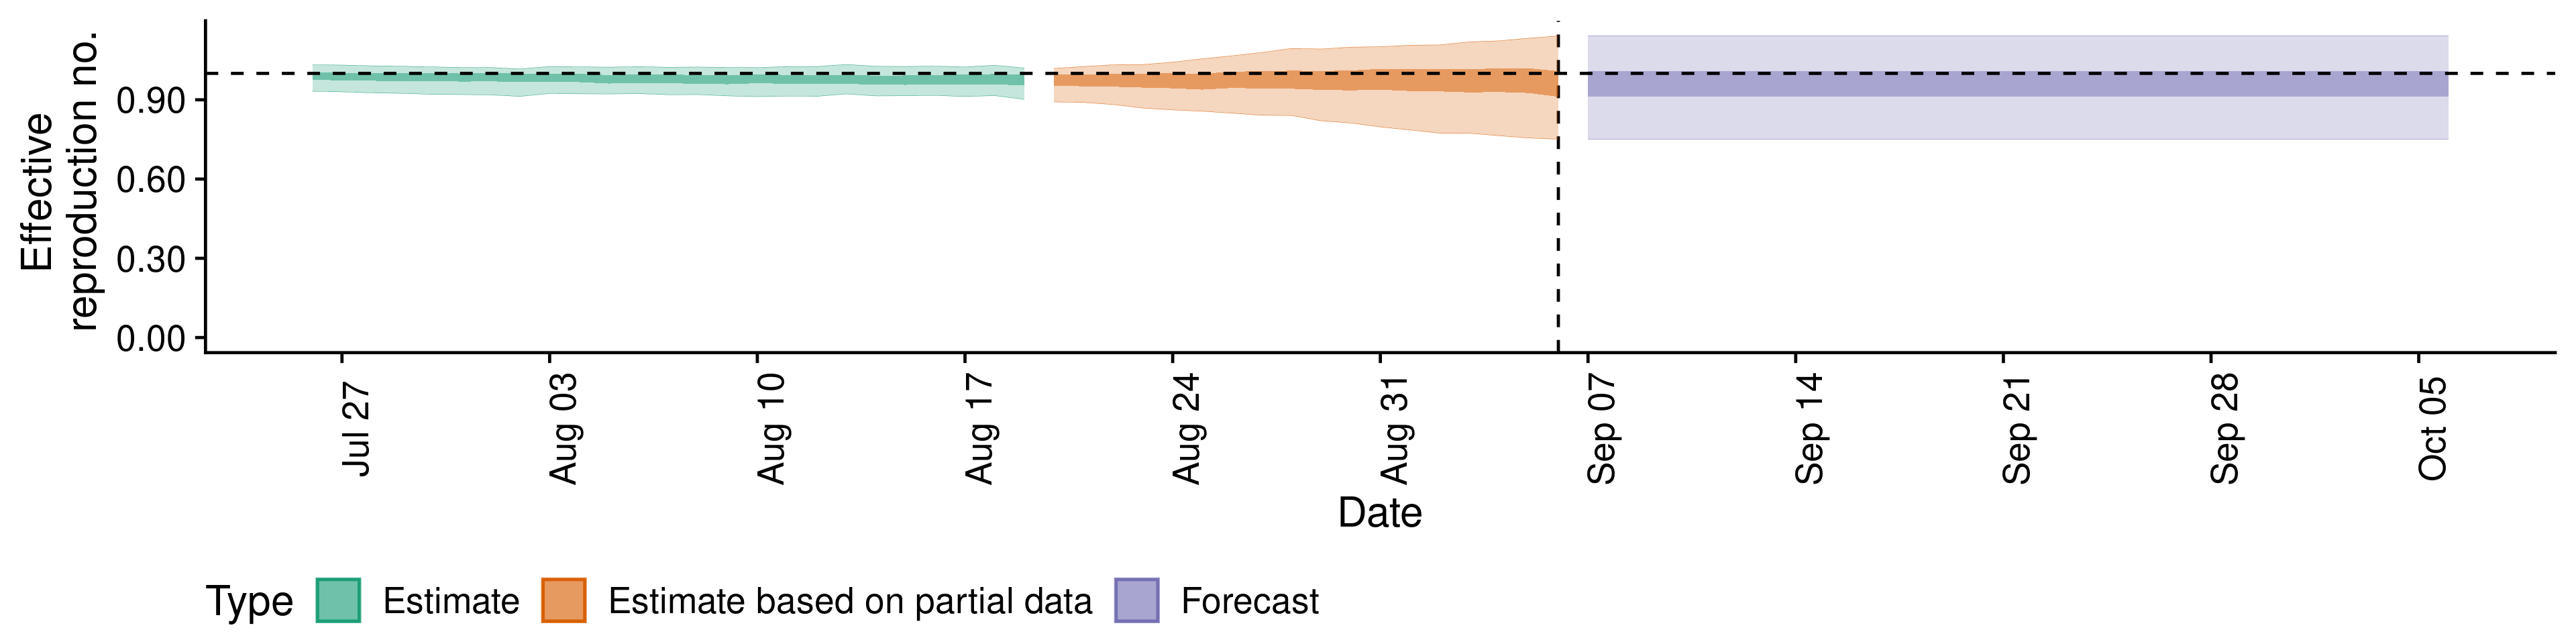 Effective
reproduction no.
0.90
0.60
0.30
0.00
Jul 27
Aug 03
Aug 10
Aug 17
Aug 24
Aug 31
Sep 07
Sep 14
Sep 21
Sep 28
Oct 05
Date
Type Estimate Estimate based on partial data Forecast